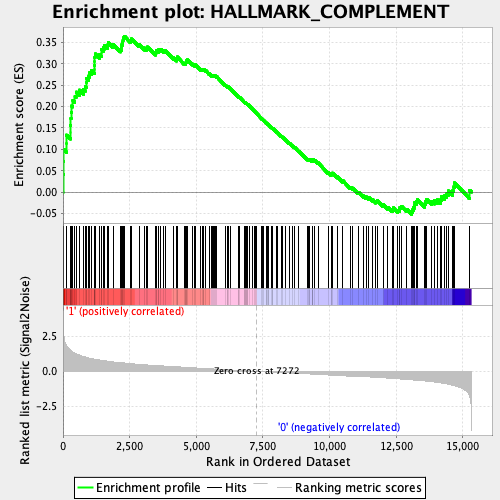 Enrichment plot: HALLMARK_COMPLEMENT
Enrichment score (ES)
0.35
0.30
0.25
0.20
0.15
0.10
0.05
0.00
-0.05
'1' (positively correlated)
Ranked list metric (Signal2Noise)
2.5
0.0
-2.5
Zero cross at 7272
'0' (negatively correlated)
0 2,500 5,000 7,500 10,000 12,500 15,000
Rank in Ordered Dataset
Enrichment profile Hits Ranking metric scores